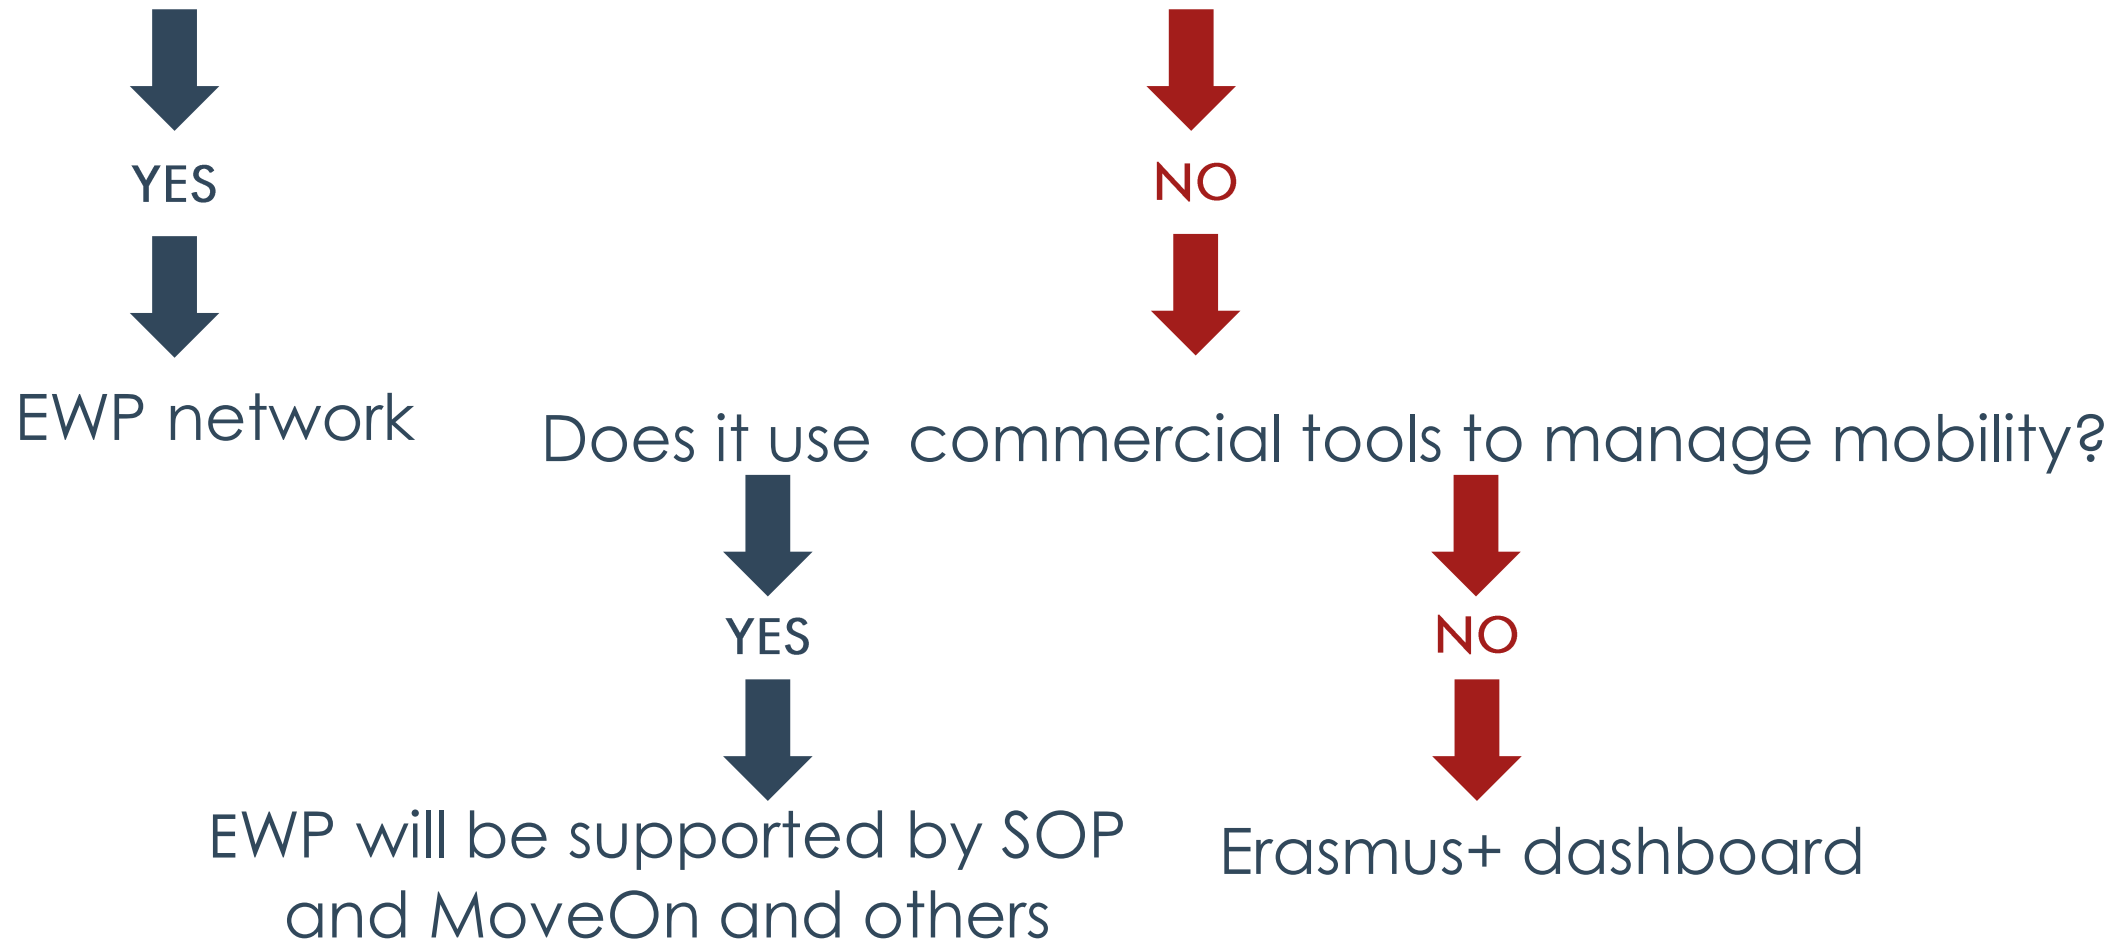 YES
NO
EWP network
Does it use  commercial tools to manage mobility?
YES
NO
EWP will be supported by SOP
and MoveOn and others
Erasmus+ dashboard